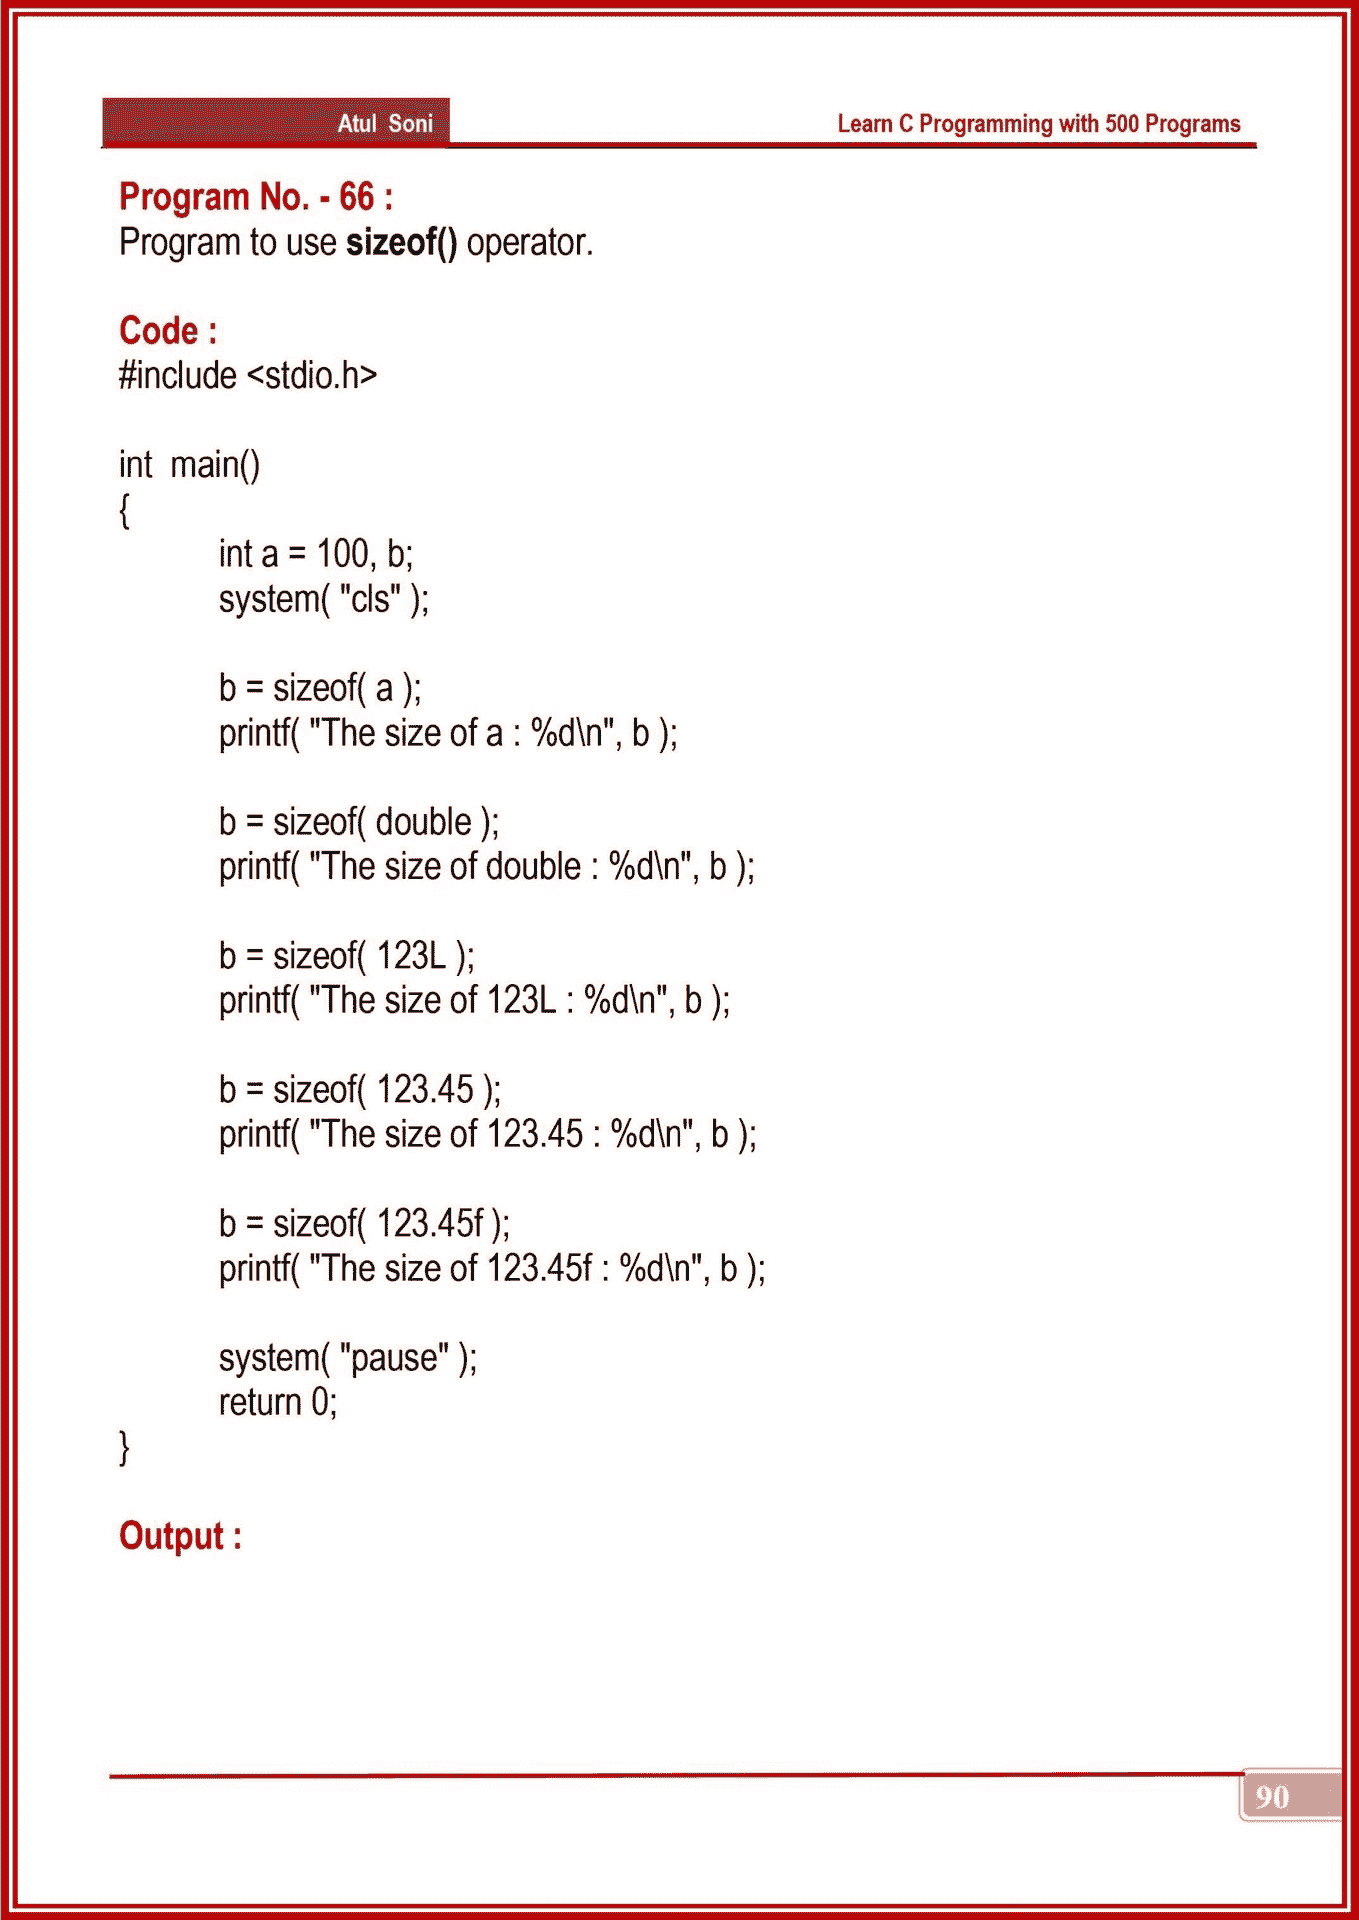 Atul Soni
Learn C Programming with 500 Programs
Program No. - 66 :
Program to use sizeof() operator.
Code :
#include <stdio.h>
int main()
{
int a = 100, b;
system( "cls" );
b = sizeof( a );
printf( "The size of a : %d\n", b );
b = sizeof( double );
printf( "The size of double : %d\n", b );
b = sizeof( 123L );
printf( "The size of 123L : %d\n", b );
b = sizeof( 123.45 );
printf( "The size of 123.45 : %d\n", b );
b = sizeof( 123.45f );
printf( "The size of 123.45f : %d\n", b );
system( "pause" );
return 0;
}
Output :
90